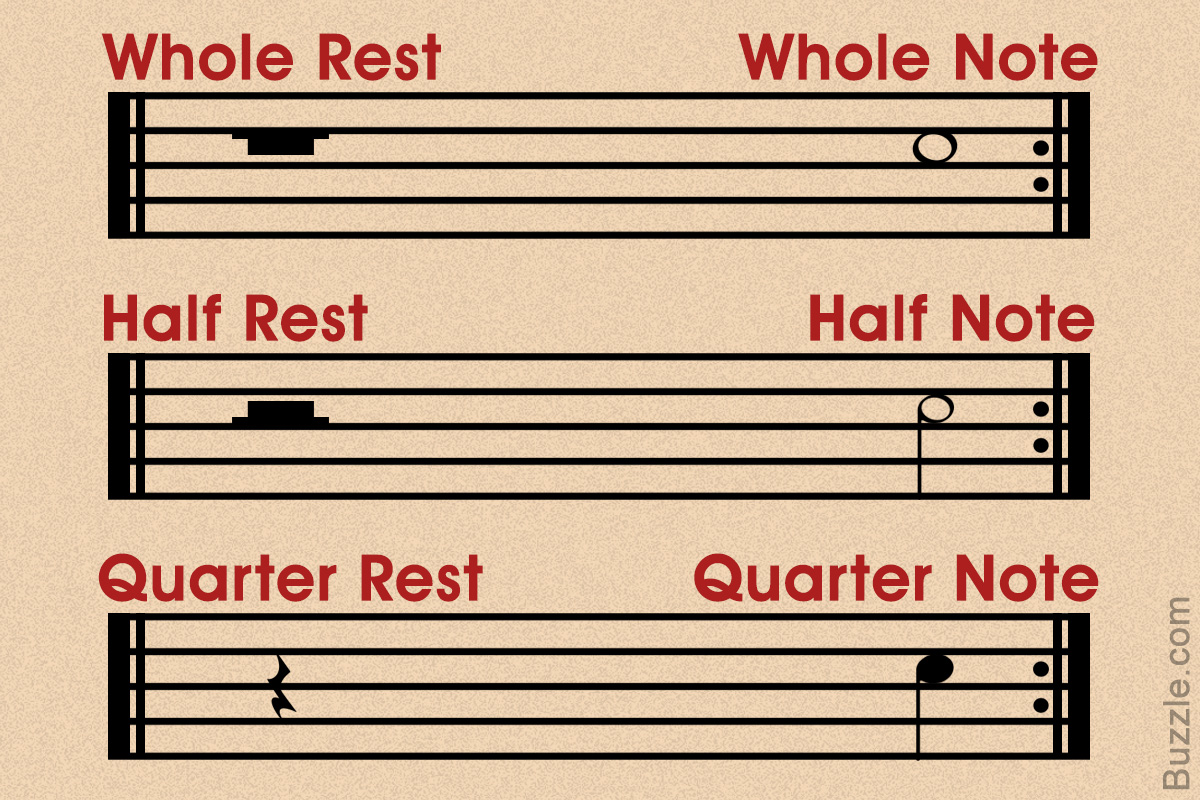 Whole Rest
Whole Note
Half Rest
Half Note
Quarter Rest
Quarter Note
Buzzle.com